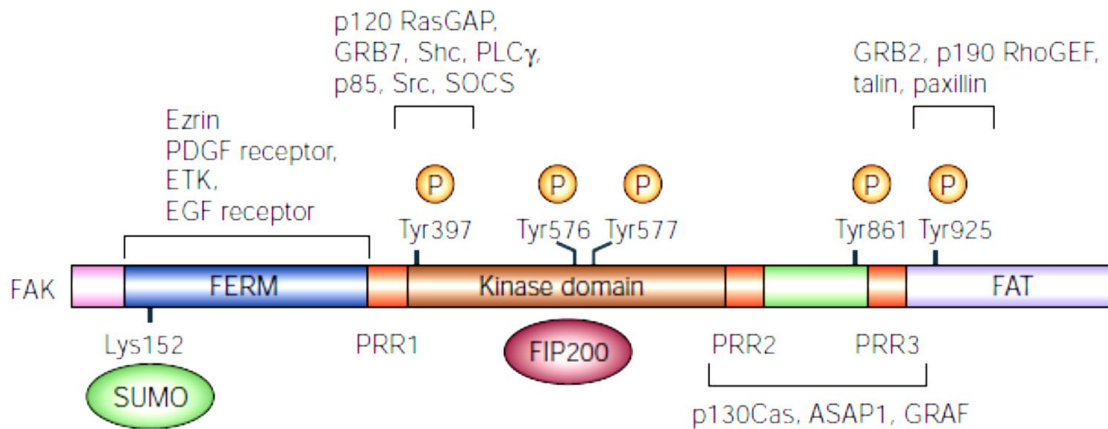 p120 RasGAP,
GRB7, Shc, PLCγ,
p85, Src, SOCS
GRB2, p190 RhoGEF,
talin, paxillin
Ezrin
PDGF receptor,
ETK,
EGF receptor
P P P P P
Tyr397 Tyr576 Tyr577 Tyr861 Tyr925
FAK FERM Kinase domain FAT
Lys152 PRR1 PRR2 PRR3
FIP200
SUMO
p130Cas, ASAP1, GRAF